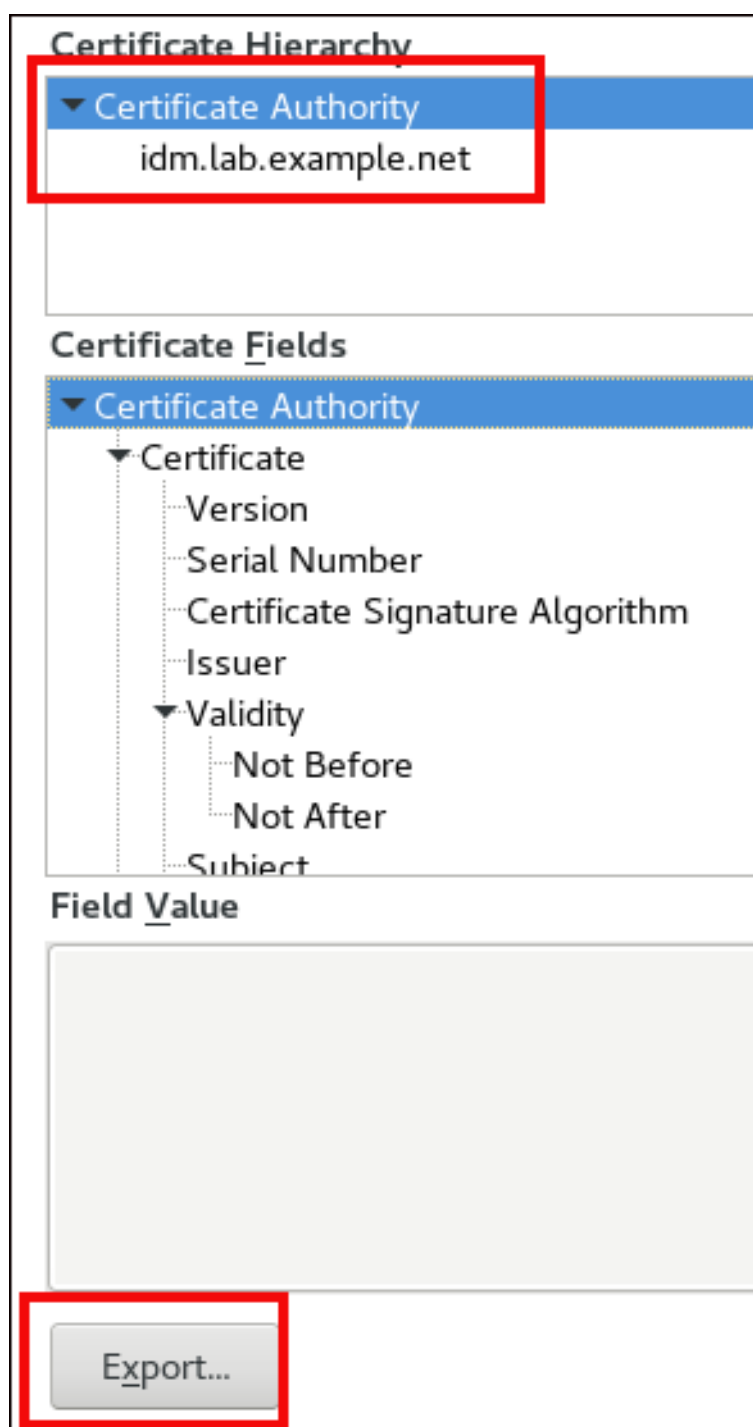 Certificate Hierarchy
Certificate Authority
idm.lab.example.net
Certificate Fields
Certificate Authority
Certificate
Version
Serial Number
Certificate Signature Algorithm
Issuer
Validity
Not Before
Not After
Subject
Field Value
Export...